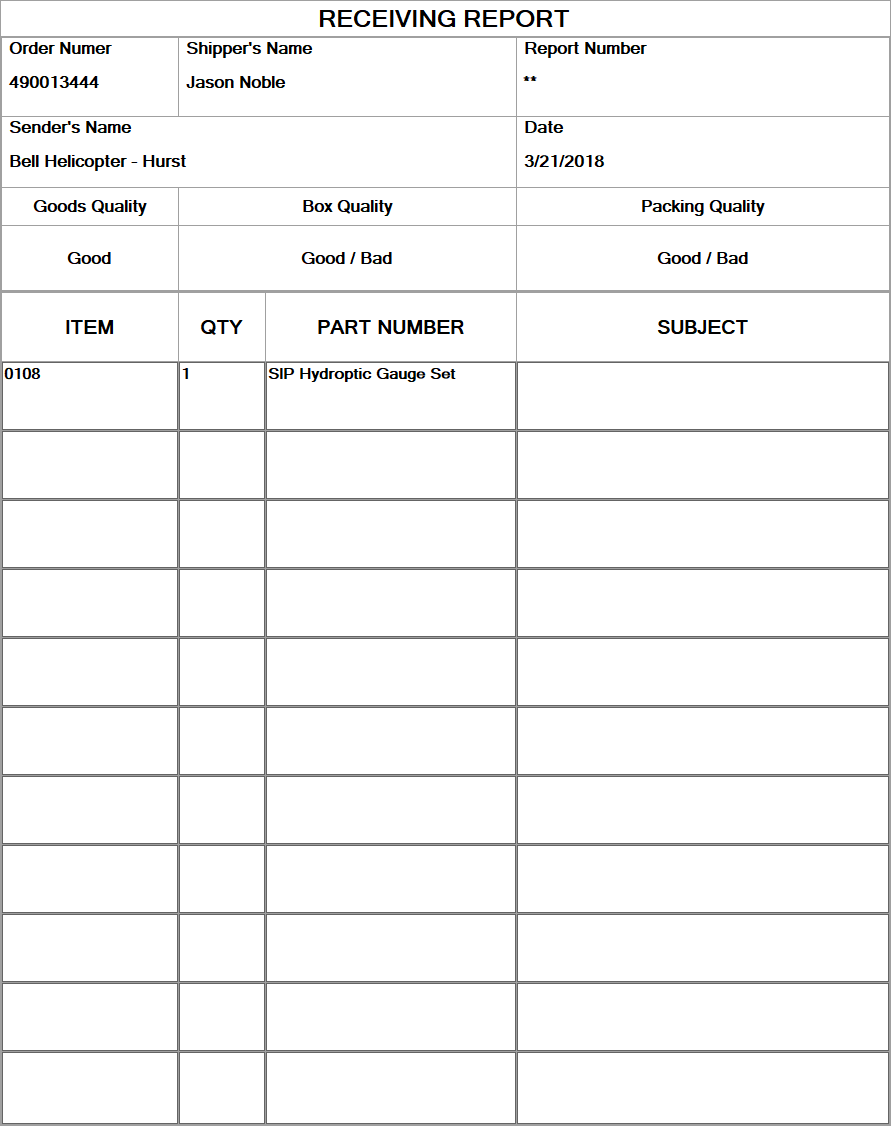 RECEIVING REPORT
Order Numer Shipper's Name Report Number
490013444 Jason Noble **
Sender's Name Date
Bell Helicopter - Hurst 3/21/2018
Goods Quality Box Quality Packing Quality
Good Good / Bad Good / Bad
ITEM QTY PART NUMBER SUBJECT
0108 1 SIP Hydroptic Gauge Set